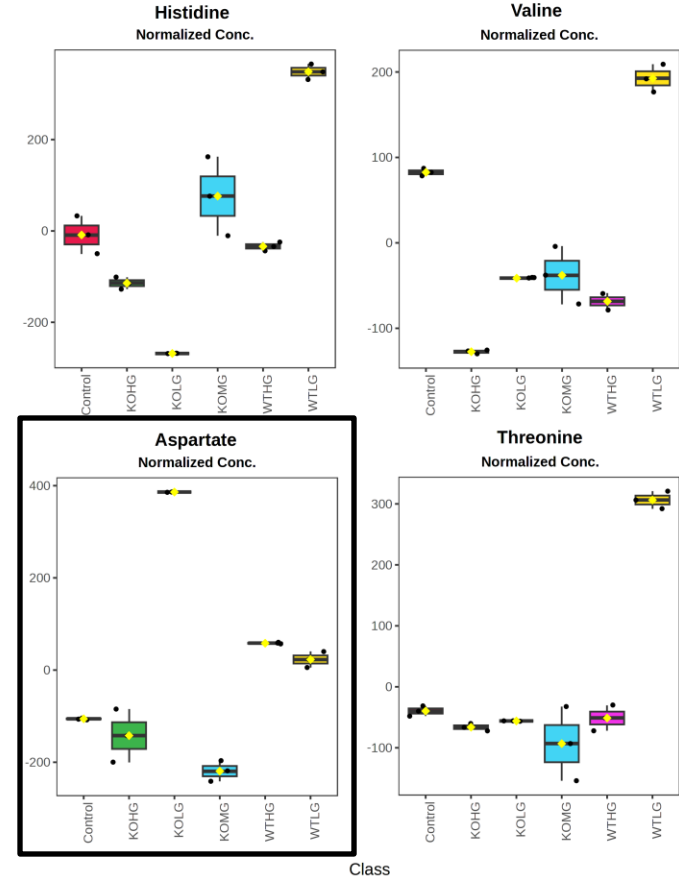 Histidine
Normalized Conc.
200
0
-200
Control
KOHG
KOLG
KOMG
WTHG
WTLG
Valine
Normalized Conc.
200
100
0
-100
Control
KOHG
KOLG
KOMG
WTHG
WTLG
Aspartate
Normalized Conc.
400
200
0
-200
Control
KOHG
KOLG
KOMG
WTHG
WTLG
Threonine
Normalized Conc.
300
200
100
0
-100
Control
KOHG
KOLG
KOMG
WTHG
WTLG
Class